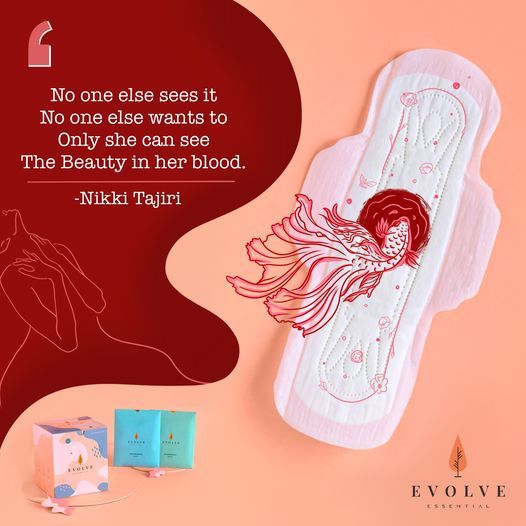 No one else sees it
No one else wants to
Only she can see
The Beauty in her blood.
-Nikki Tajiri
EVOLVE
EVOLVE
EVOLVE
ESSENTIAL